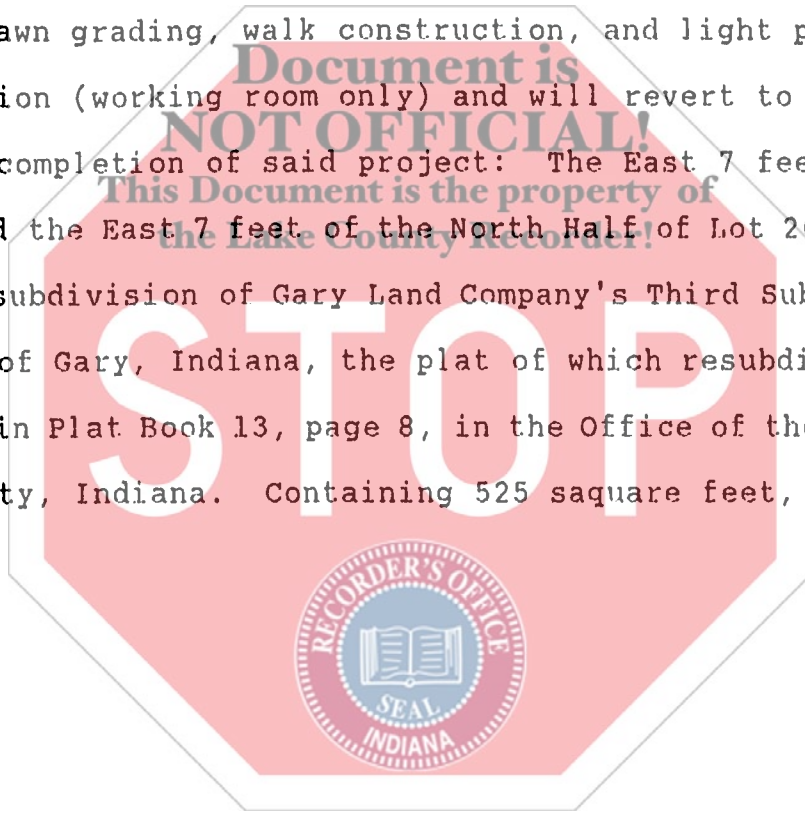 awn grading, walk construction, and light p
Document is
ion (working room only) and will revert to
NOT OFFICIAL!
completion of said project: The East 7 fee
This Document is the property of
d the East 7 feet of the North Half of Lot 2
the Lake County Recorder!
subdivision of Gary Land Company's Third Sub
of Gary, Indiana, the plat of which resubdi
in Plat Book 13, page 8, in the Office of the
ty, Indiana. Containing 525 saquare feet,
STOP
RECORDER'S OFFICE
SEAL
INDIANA